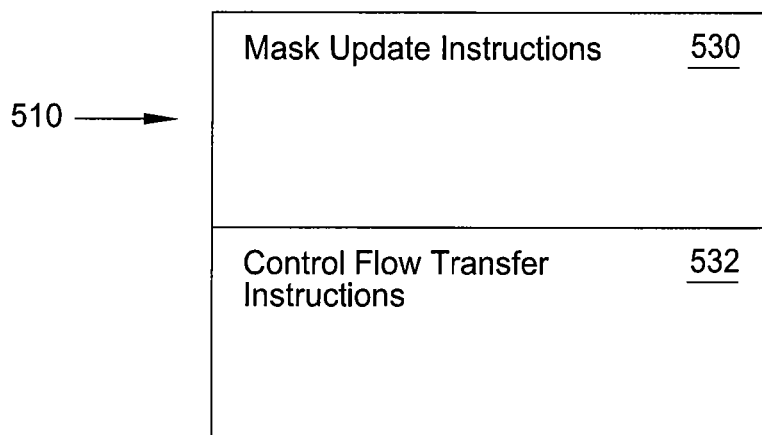 Mask Update Instructions 530
510
Control Flow Transfer 532
Instructions